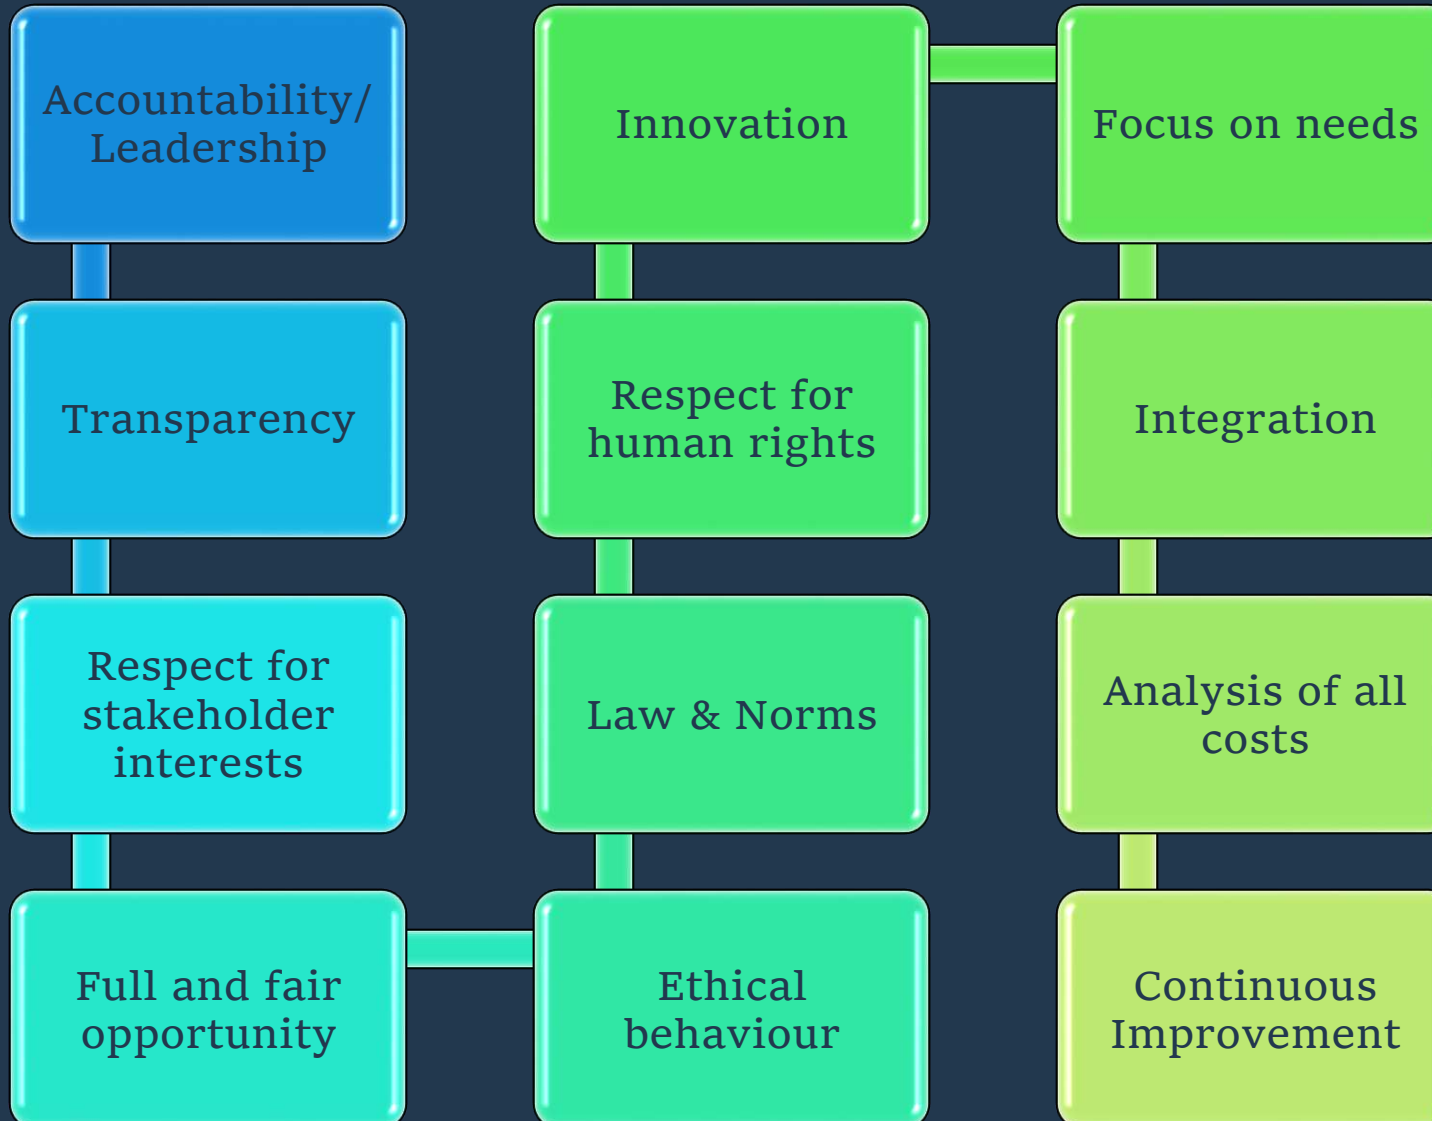 Accountability/
Leadership
Transparency
Respect for
stakeholder
interests
Full and fair
opportunity
Ethical
behaviour
Law & Norms
Respect for
human rights
Innovation
Focus on needs
Integration
Analysis of all
costs
Continuous
Improvement